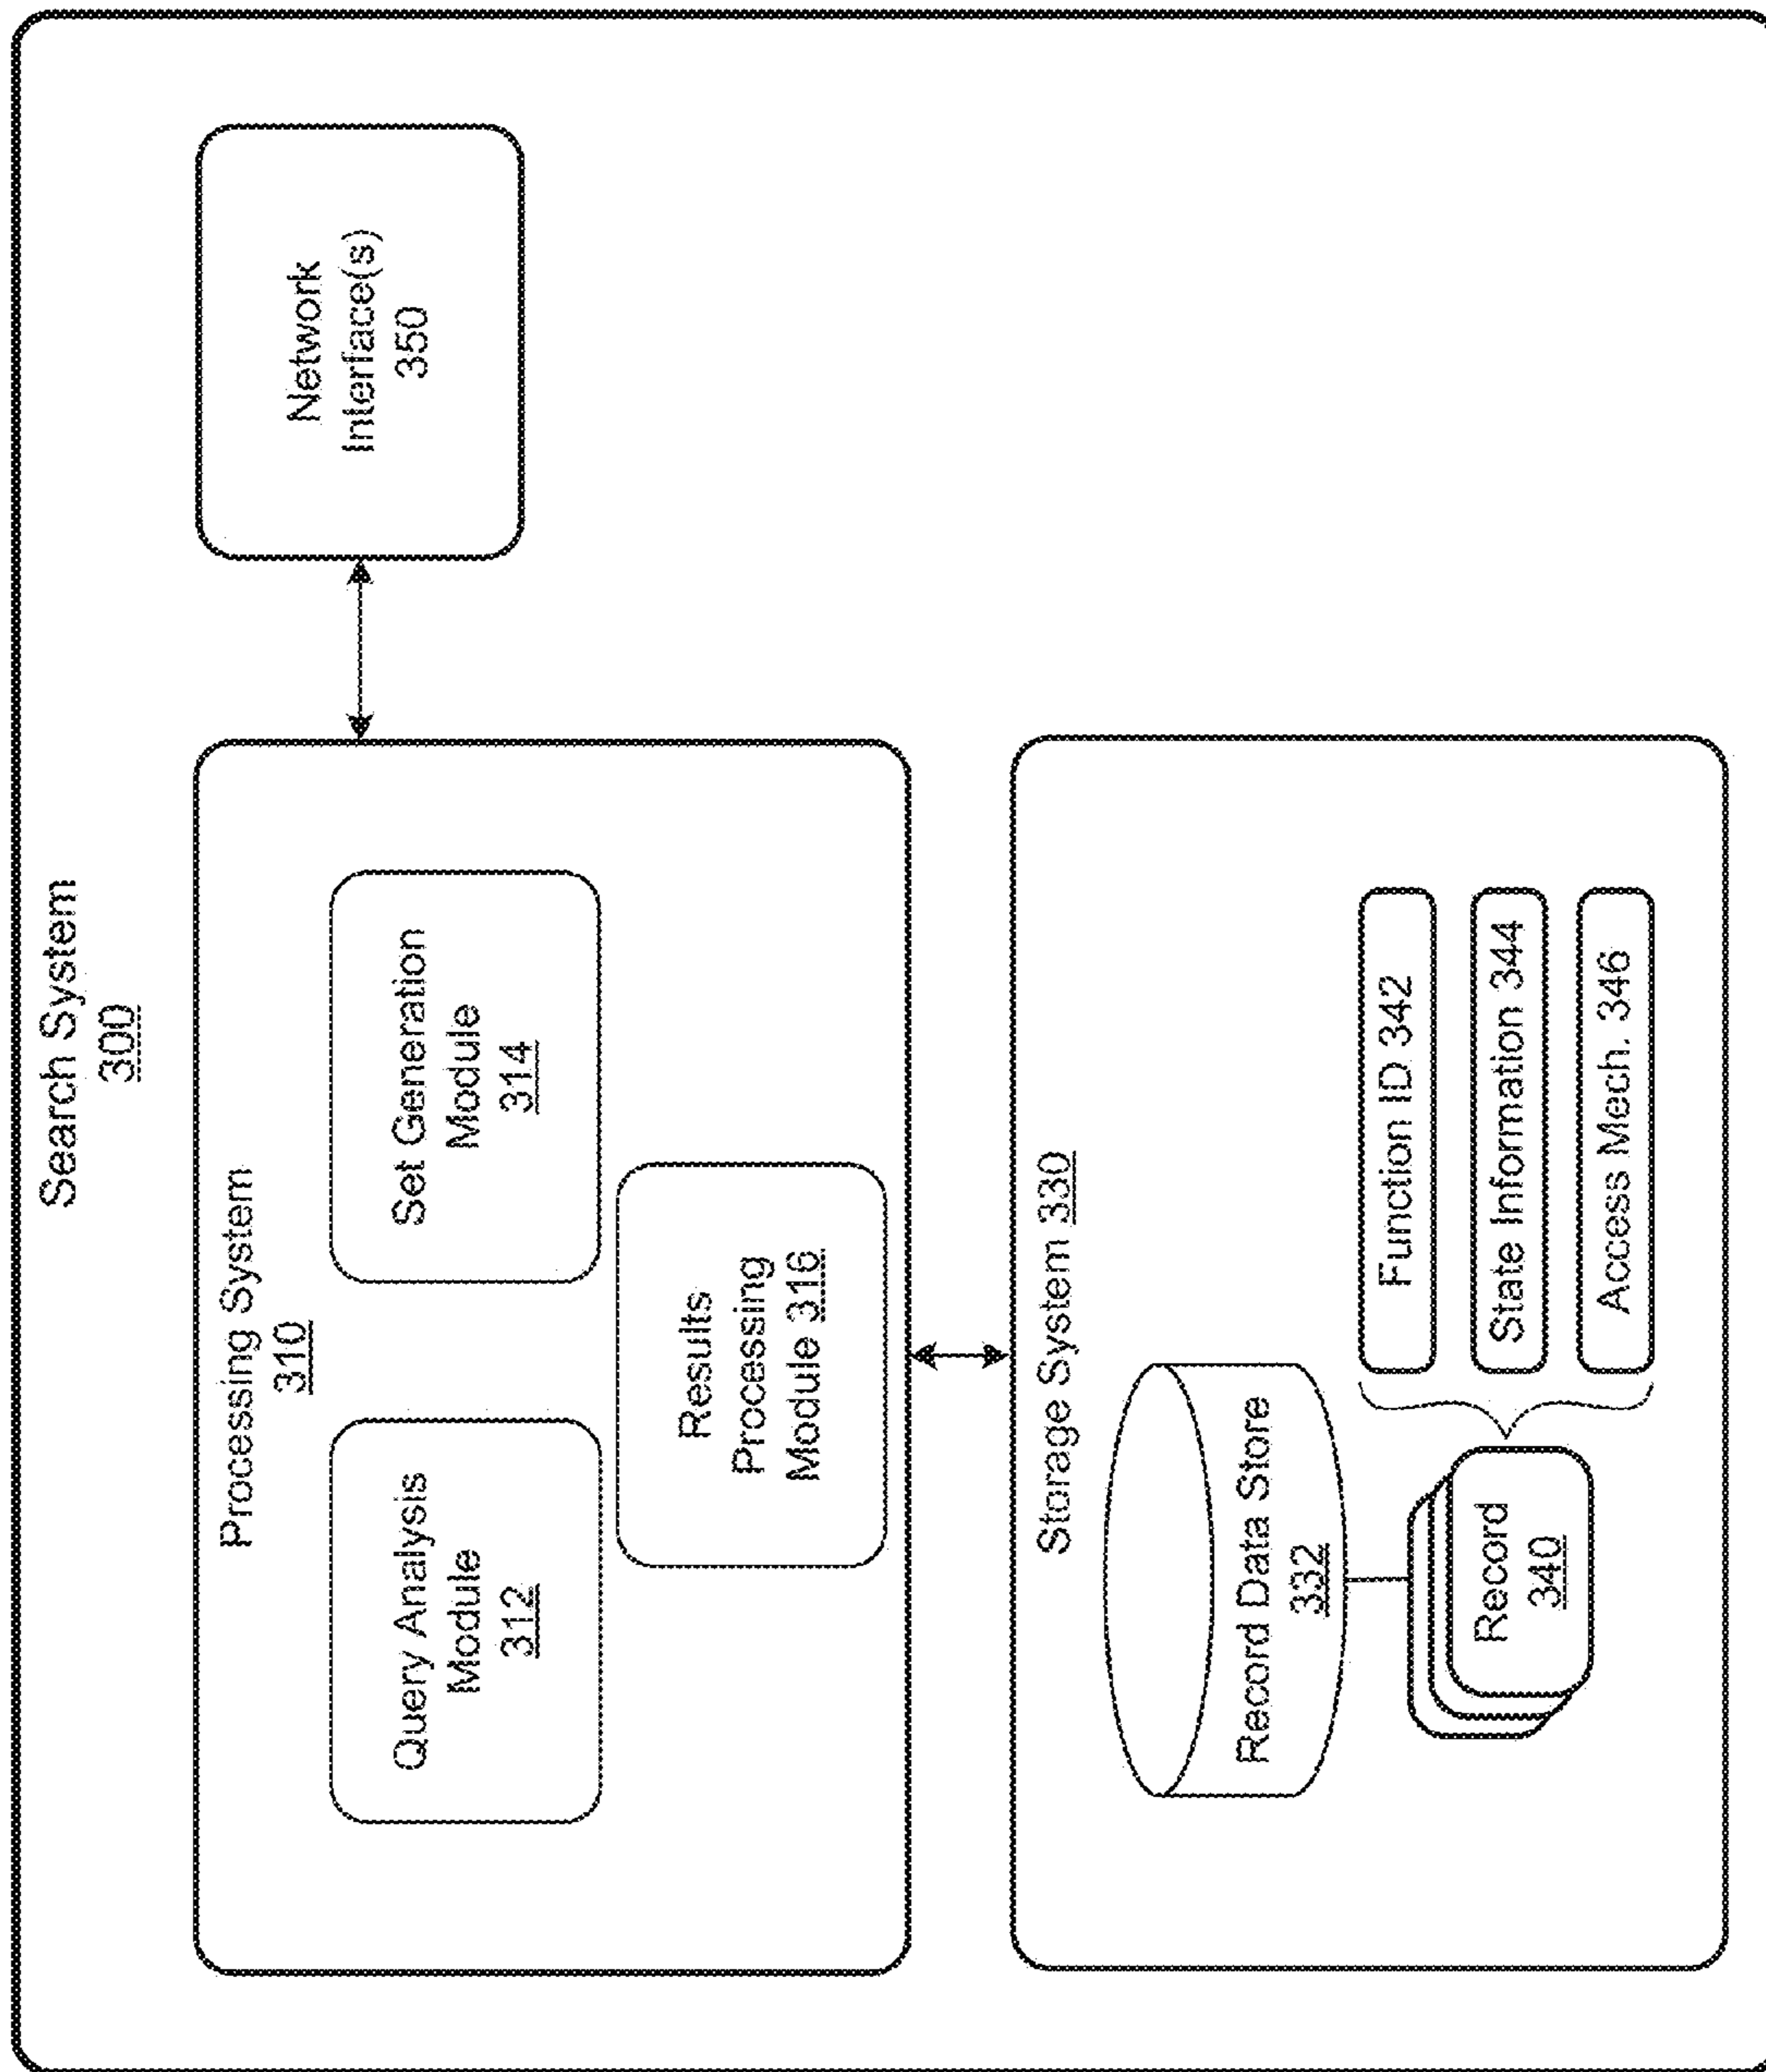 Search System
300
Processing System
310
Query Analysis
Module
312
Set Generation
Module
314
Results
Processing
Module 316
Network
Interface(s)
350
Storage System 330
Record Data Store
332
Record
340
Function ID 342
State Information 344
Access Mech. 346